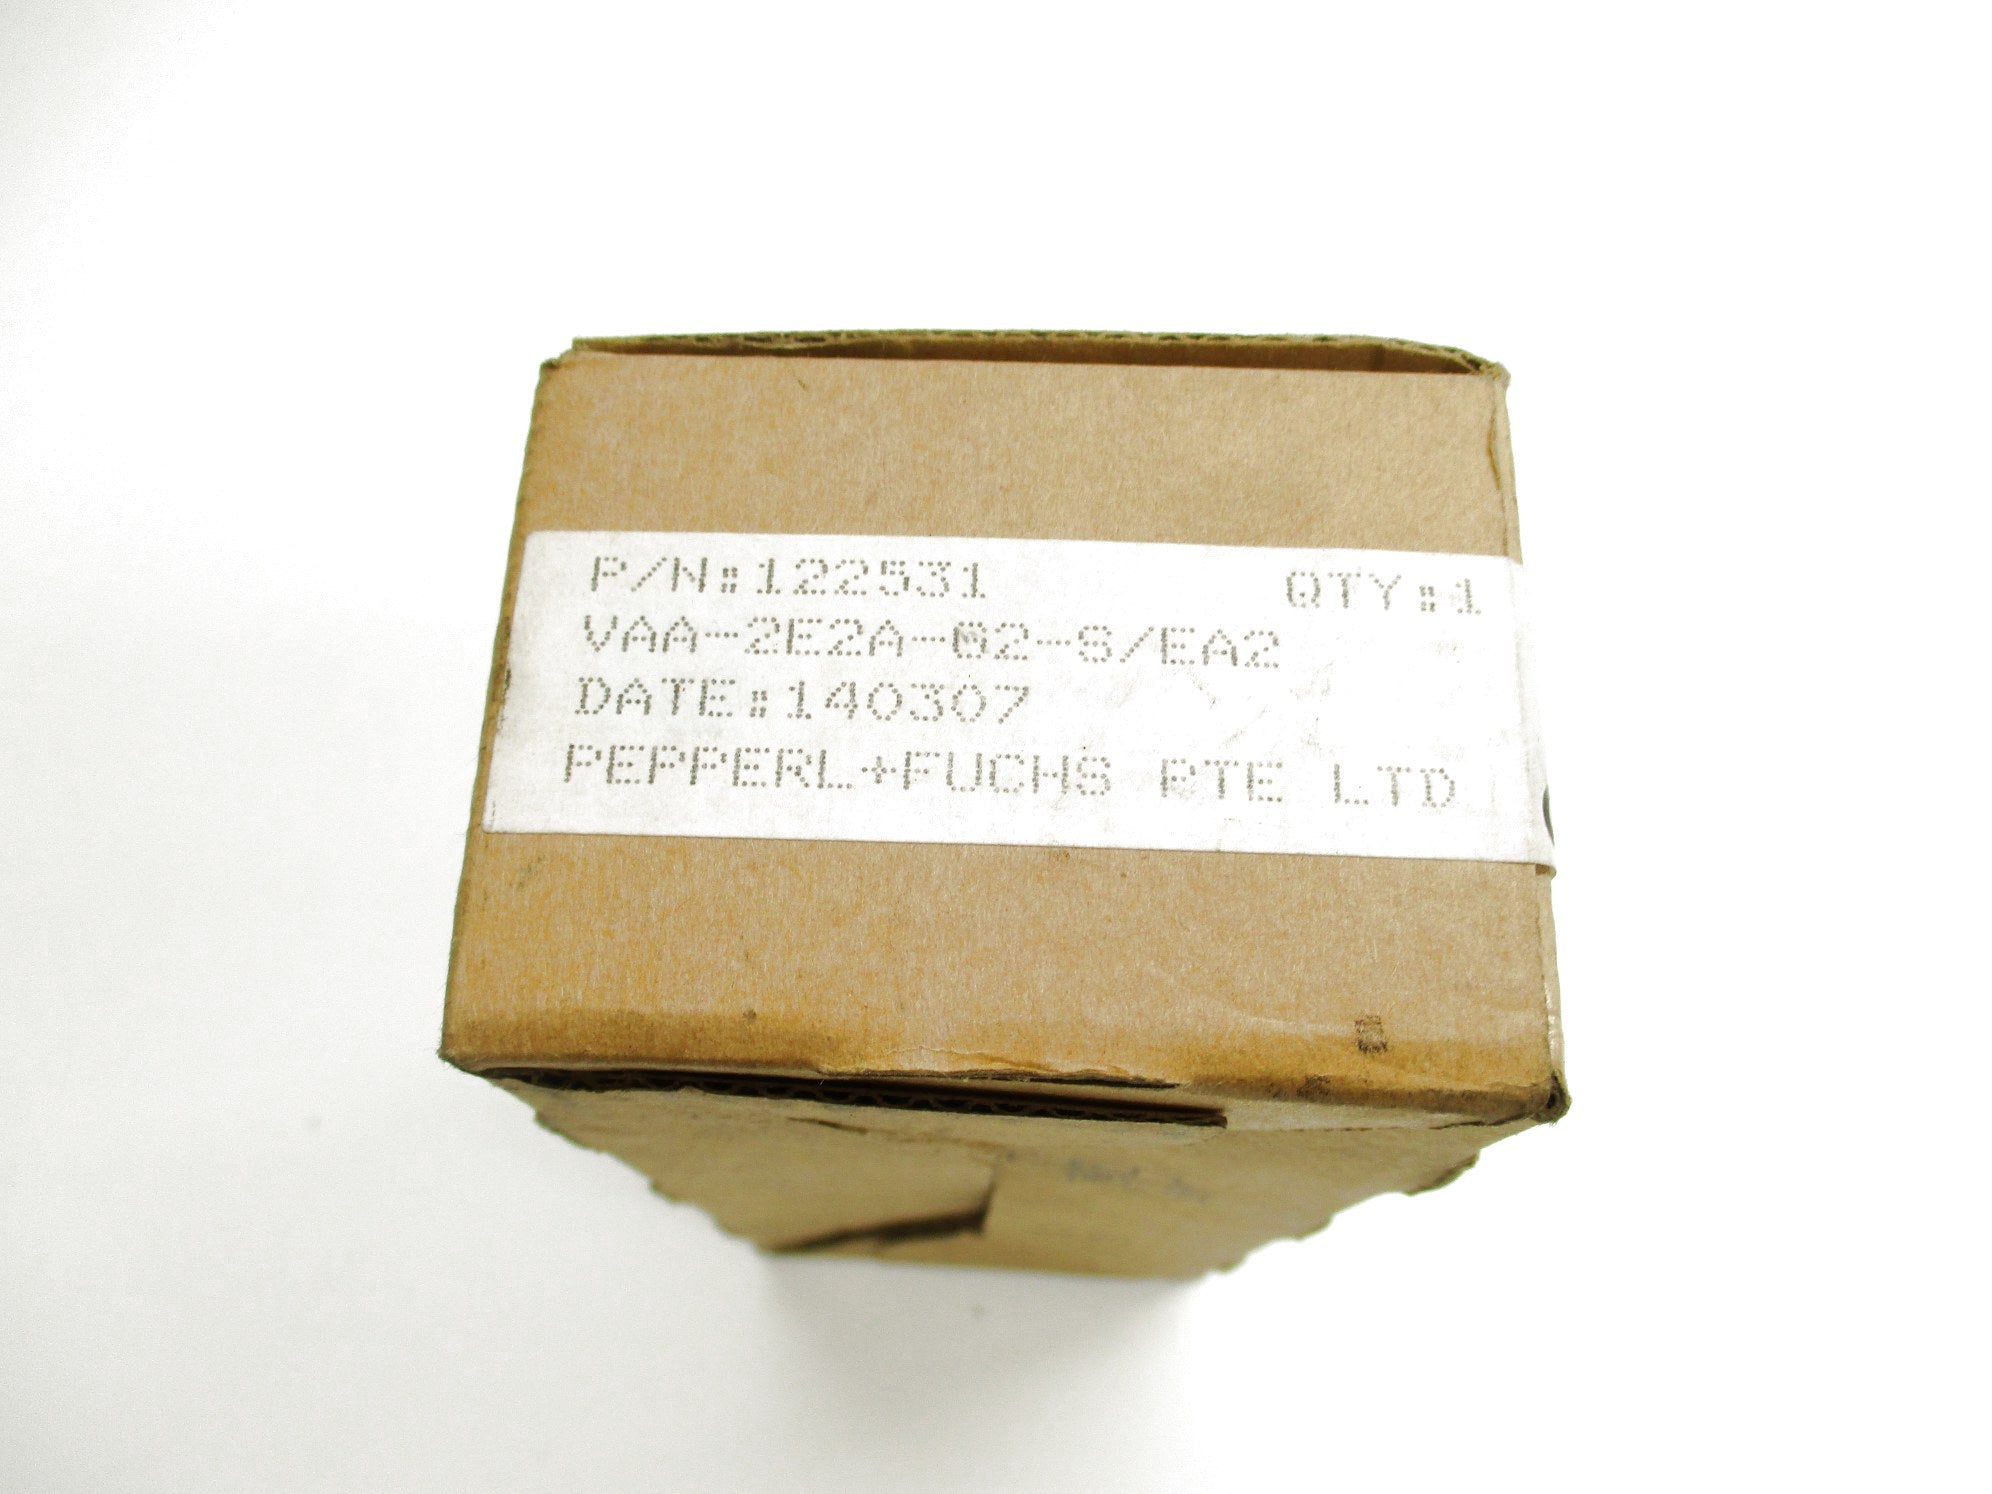 P/N:122531 QTY:1
VAA-2E2A-G2-S/EA2
DATE:140307
PEPPERL+FUCHS PTE LTD